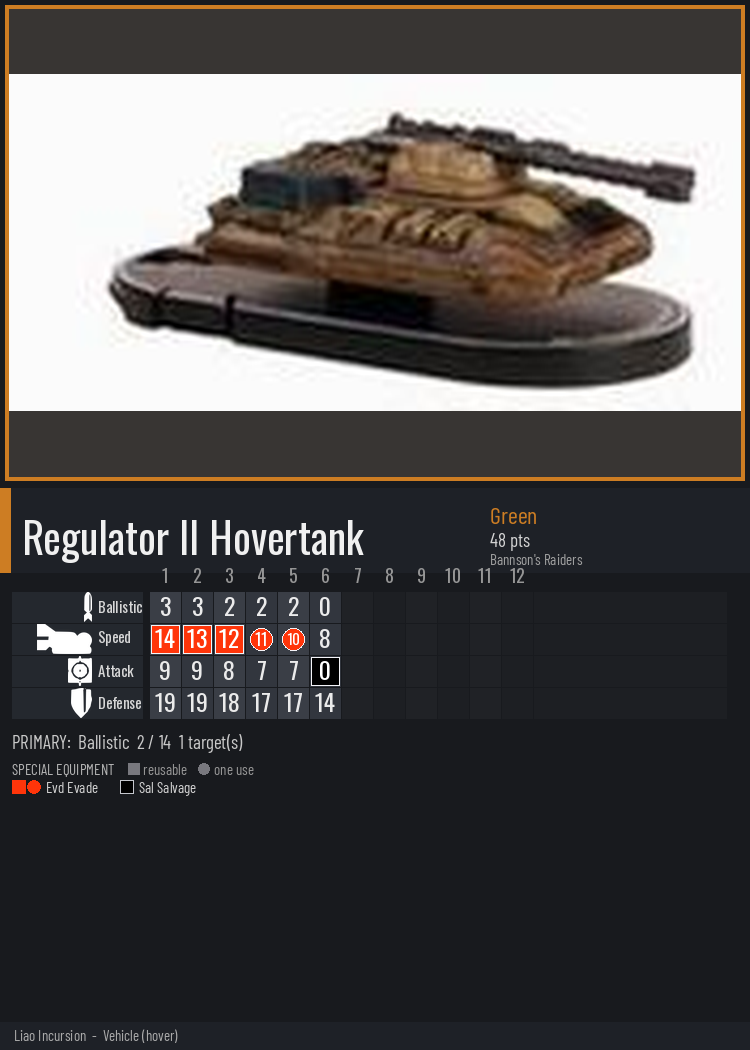 Regulator II Hovertank
Green
48 pts
Bannson's Raiders
1 2 3 4 5 6 7 8 9 10 11 12
Ballistic 3 3 2 2 2 0
Speed 14 13 12 11 10 8
Attack 9 9 8 7 7 0
Defense 19 19 18 17 17 14
PRIMARY: Ballistic 2 / 14 1 target(s)
SPECIAL EQUIPMENT reusable one use
Evd Evade Sal Salvage
Liao Incursion - Vehicle (hover)